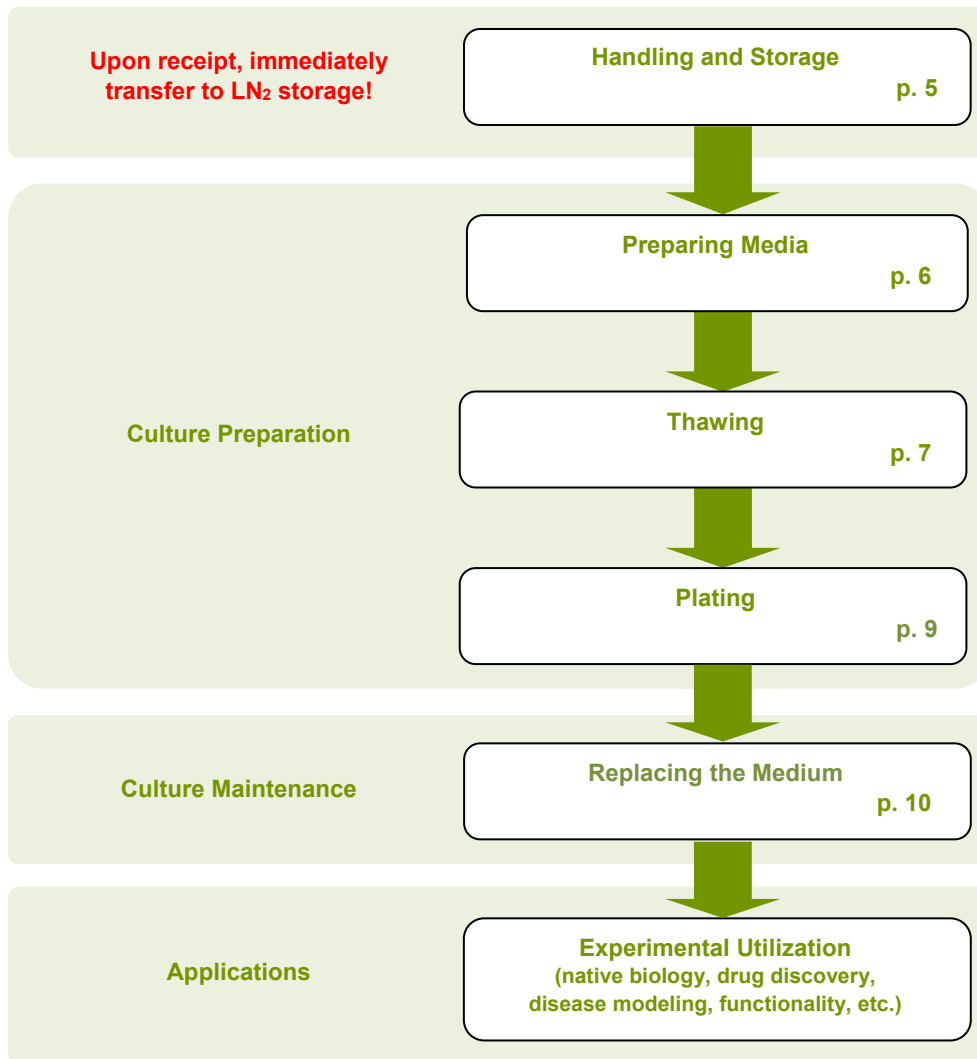 Upon receipt, immediately
transfer to LN₂ storage!
Handling and Storage
p. 5
Culture Preparation
Preparing Media
p. 6
Thawing
p. 7
Plating
p. 9
Culture Maintenance
Replacing the Medium
p. 10
Applications
Experimental Utilization
(native biology, drug discovery,
disease modeling, functionality, etc.)